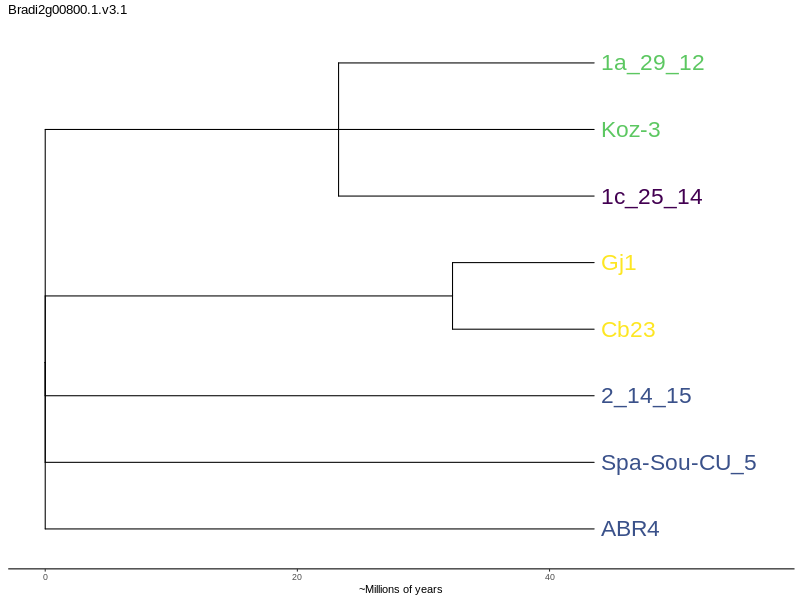 Bradi2g00800.1.v3.1
1a_29_12
Koz-3
1c_25_14
Gj1
Cb23
2_14_15
Spa-Sou-CU_5
ABR4
0 20 40
~Millions of years